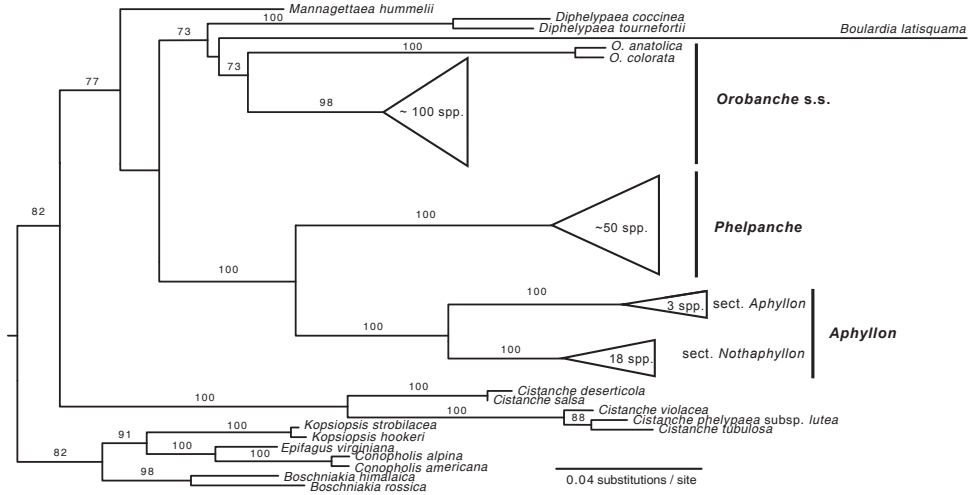 Mannagettaea hummelii
100
Diphelypaea coccinea
Diphelypaea tournefortii
73
Boulardia latisquama
100
O. anatolica
O. colorata
73
77
98
~ 100 spp.
Orobanche s.s.
82
100
~50 spp.
Phelpanche
100
100
3 spp.
sect. Aphyllon
100
Aphyllon
100
18 spp.
sect. Nothaphyllon
100
Cistanche deserticola
Cistanche salsa
100
100
Cistanche violacea
88
Cistanche phelypaea subsp. lutea
Cistanche tubulosa
100
Kopsiopsis strobilacea
Kopsiopsis hookeri
91
100
Epifagus virginiana
82
100
Conopholis alpina
Conopholis americana
98
Boschniakia himalaica
Boschniakia rossica
0.04 substitutions / site